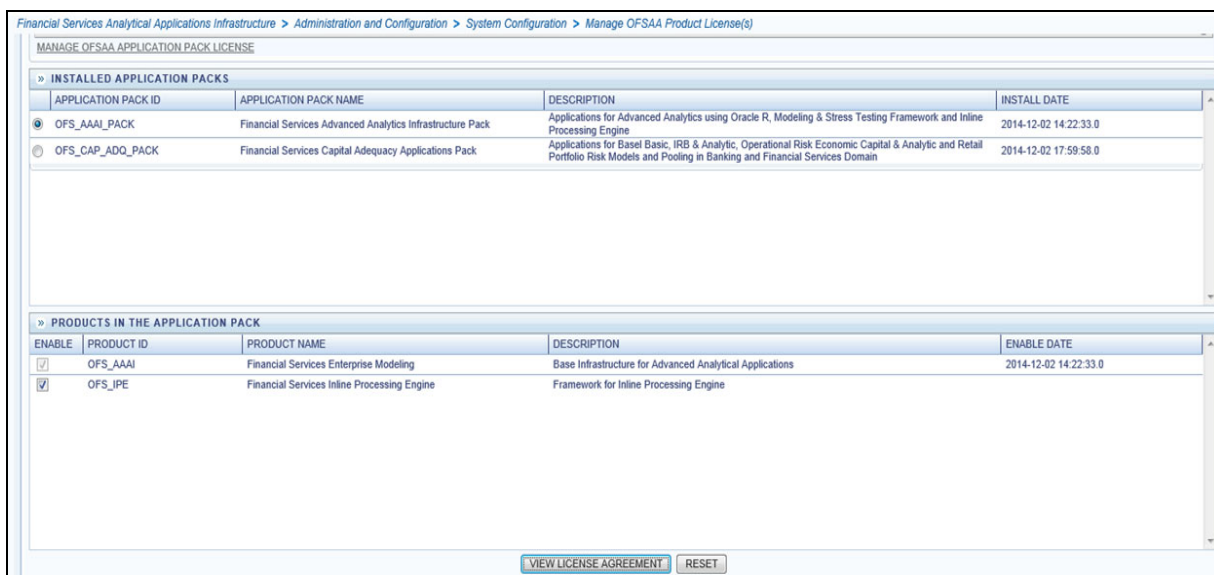 Financial Services Analytical Applications Infrastructure > Administration and Configuration > System Configuration > Manage OFSAA Product License(s)
MANAGE OFSAA APPLICATION PACK LICENSE
» INSTALLED APPLICATION PACKS
APPLICATION PACK ID APPLICATION PACK NAME DESCRIPTION INSTALL DATE
OFS_AAAI_PACK Financial Services Advanced Analytics Infrastructure Pack Applications for Advanced Analytics using Oracle R, Modeling & Stress Testing Framework and Inline
Processing Engine 2014-12-02 14:22:33.0
OFS_CAP_ADQ_PACK Financial Services Capital Adequacy Applications Pack Applications for Basel Basic, IRB & Analytic, Operational Risk Economic Capital & Analytic and Retail
Portfolio Risk Models and Pooling in Banking and Financial Services Domain 2014-12-02 17:59:58.0
» PRODUCTS IN THE APPLICATION PACK
ENABLE PRODUCT ID PRODUCT NAME DESCRIPTION ENABLE DATE
OFS_AAAI Financial Services Enterprise Modeling Base Infrastructure for Advanced Analytical Applications 2014-12-02 14:22:33.0
OFS_IPE Financial Services Inline Processing Engine Framework for Inline Processing Engine
VIEW LICENSE AGREEMENT RESET